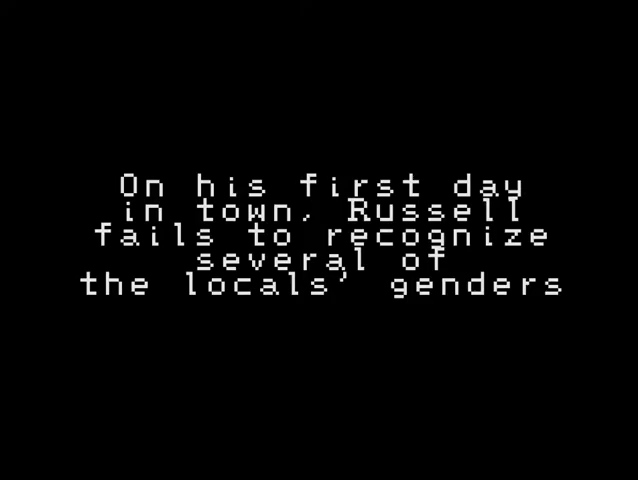 On his first day
in town, Russell
fails to recognize
several of
the locals' genders